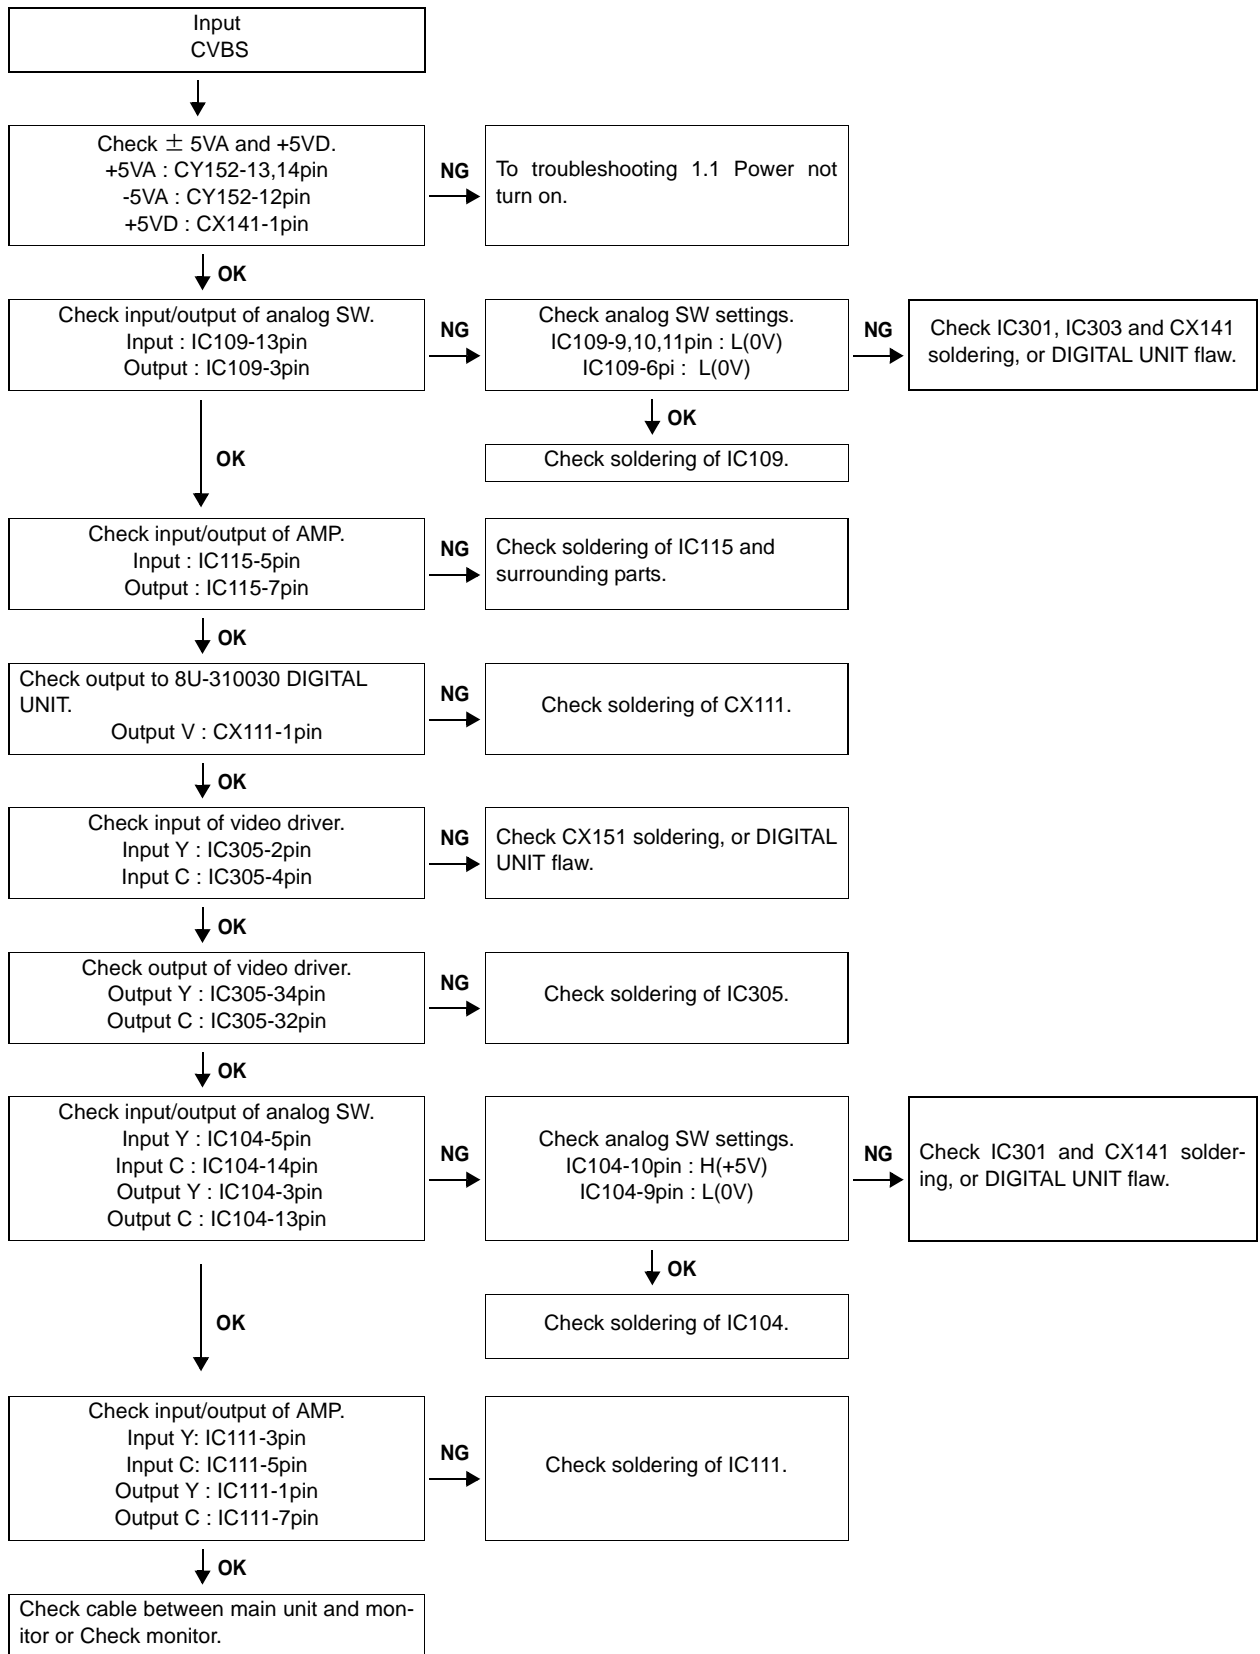 Input
CVBS
Check ± 5VA and +5VD.
+5VA : CY152-13,14pin
-5VA : CY152-12pin
+5VD : CX141-1pin
NG
To troubleshooting 1.1 Power not
turn on.
OK
Check input/output of analog SW.
Input : IC109-13pin
Output : IC109-3pin
NG
Check analog SW settings.
IC109-9,10,11pin : L(0V)
IC109-6pi : L(0V)
NG
Check IC301, IC303 and CX141
soldering, or DIGITAL UNIT flaw.
OK
Check soldering of IC109.
OK
Check input/output of AMP.
Input : IC115-5pin
Output : IC115-7pin
NG
Check soldering of IC115 and
surrounding parts.
OK
Check output to 8U-310030 DIGITAL
UNIT.
Output V : CX111-1pin
NG
Check soldering of CX111.
OK
Check input of video driver.
Input Y : IC305-2pin
Input C : IC305-4pin
NG
Check CX151 soldering, or DIGITAL
UNIT flaw.
OK
Check output of video driver.
Output Y : IC305-34pin
Output C : IC305-32pin
NG
Check soldering of IC305.
OK
Check input/output of analog SW.
Input Y : IC104-5pin
Input C : IC104-14pin
Output Y : IC104-3pin
Output C : IC104-13pin
NG
Check analog SW settings.
IC104-10pin : H(+5V)
IC104-9pin : L(0V)
NG
Check IC301 and CX141 solder-
ing, or DIGITAL UNIT flaw.
OK
Check soldering of IC104.
OK
Check input/output of AMP.
Input Y: IC111-3pin
Input C: IC111-5pin
Output Y : IC111-1pin
Output C : IC111-7pin
NG
Check soldering of IC111.
OK
Check cable between main unit and mon-
itor or Check monitor.